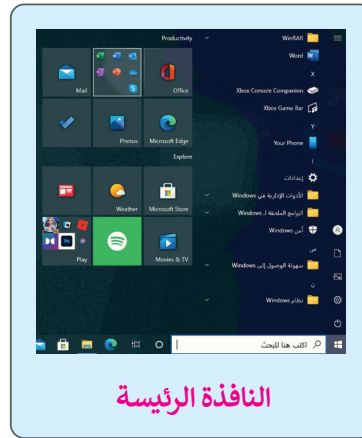 Productivity
WinRAR
Word
X
Mail
Office
Xbox Console Companion
Xbox Game Bar
Y
Photos
Microsoft Edge
Your Phone
Explore
إعدادات
الأدوات الإدارية في Windows
Weather
Microsoft Store
البرامج الملحقة لـ Windows
أمن Windows
س
Play
Movies & TV
سهولة الوصول إلى Windows
ن
نظام Windows
اكتب هنا للبحث
النافذة الرئيسة